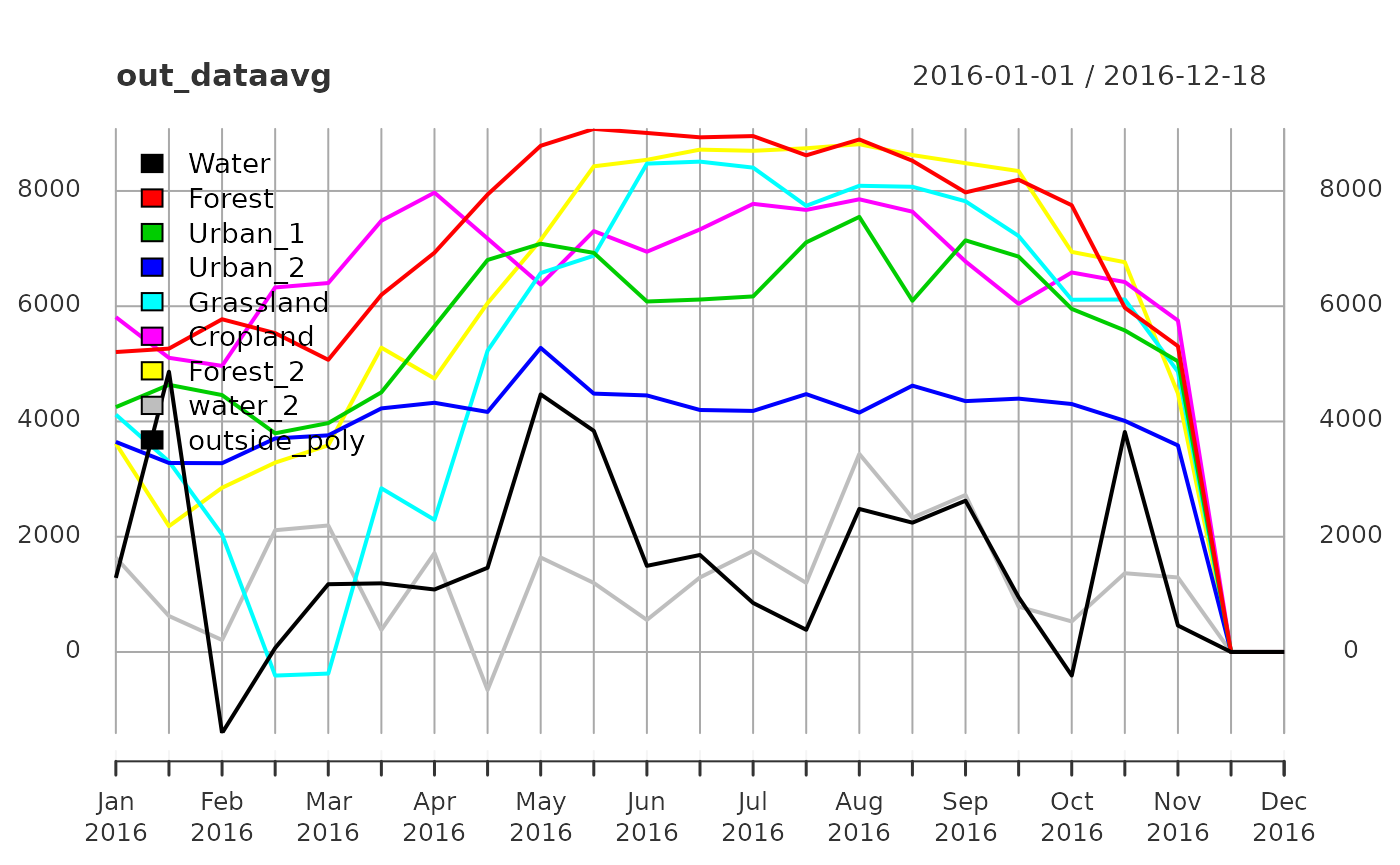 out_dataavg 2016-01-01 / 2016-12-18
Water
8000 Forest 8000
Urban_1
Urban_2
6000 Grassland 6000
Cropland
Forest_2
4000 water_2 4000
outside_poly
2000 2000
0 0
Jan Feb Mar Apr May Jun Jul Aug Sep Oct Nov Dec
2016 2016 2016 2016 2016 2016 2016 2016 2016 2016 2016 2016